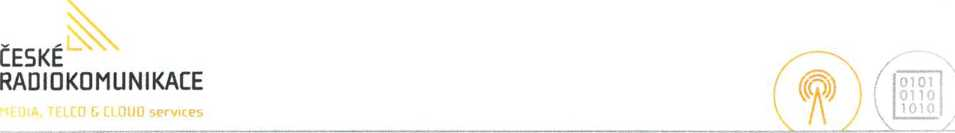 ČESKÉ
RADIOKOMUNIKACE
MEDIA, TELCO & CLOUD services
0101
0110
1010